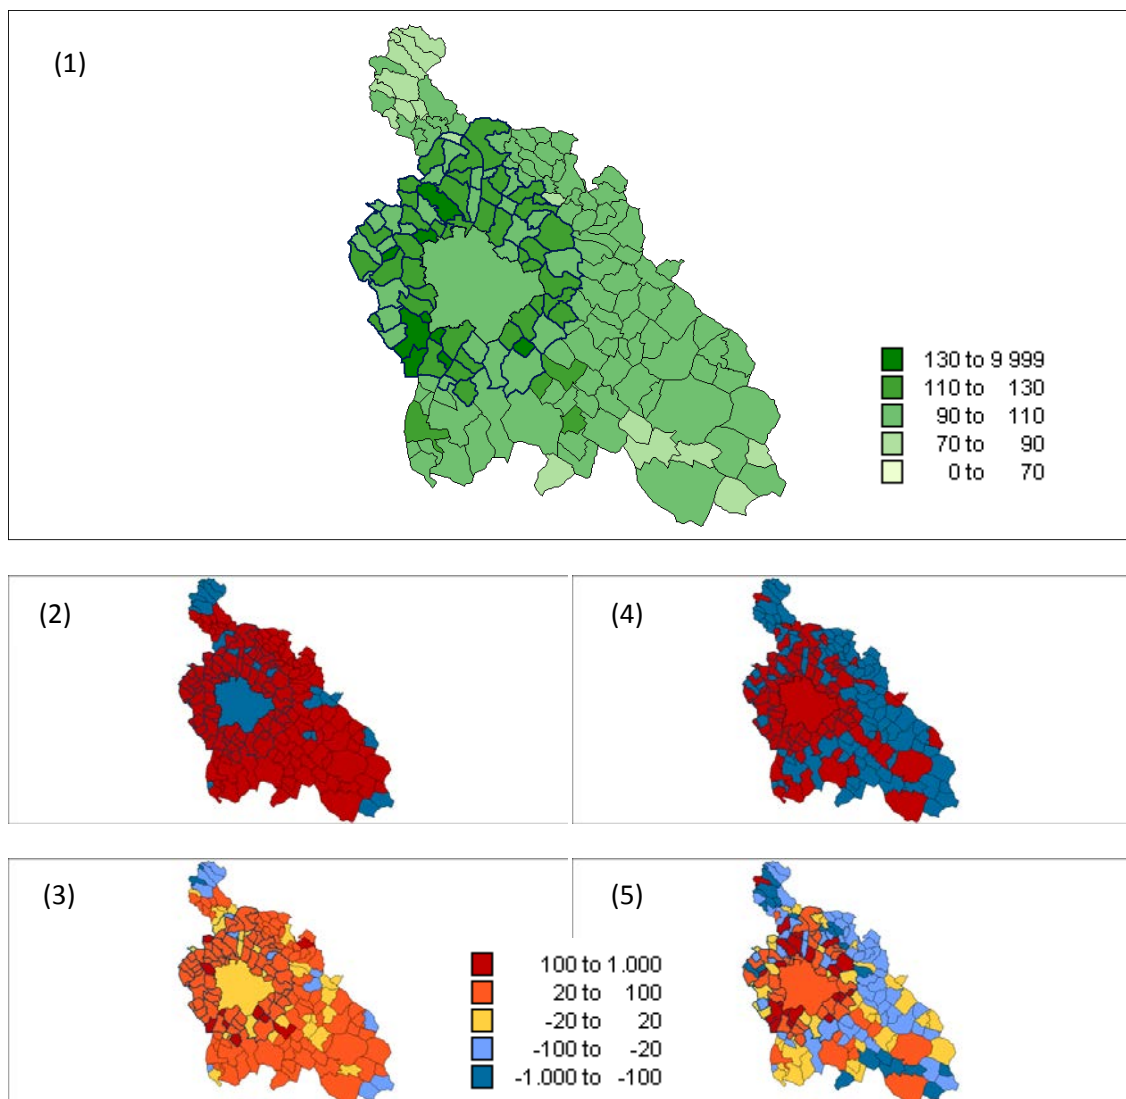 (1)
130 to 9 999
110 to 130
90 to 110
70 to 90
0 to 70
(2)
(4)
(3)
(5)
100 to 1.000
20 to 100
-20 to 20
-100 to -20
-1.000 to -100